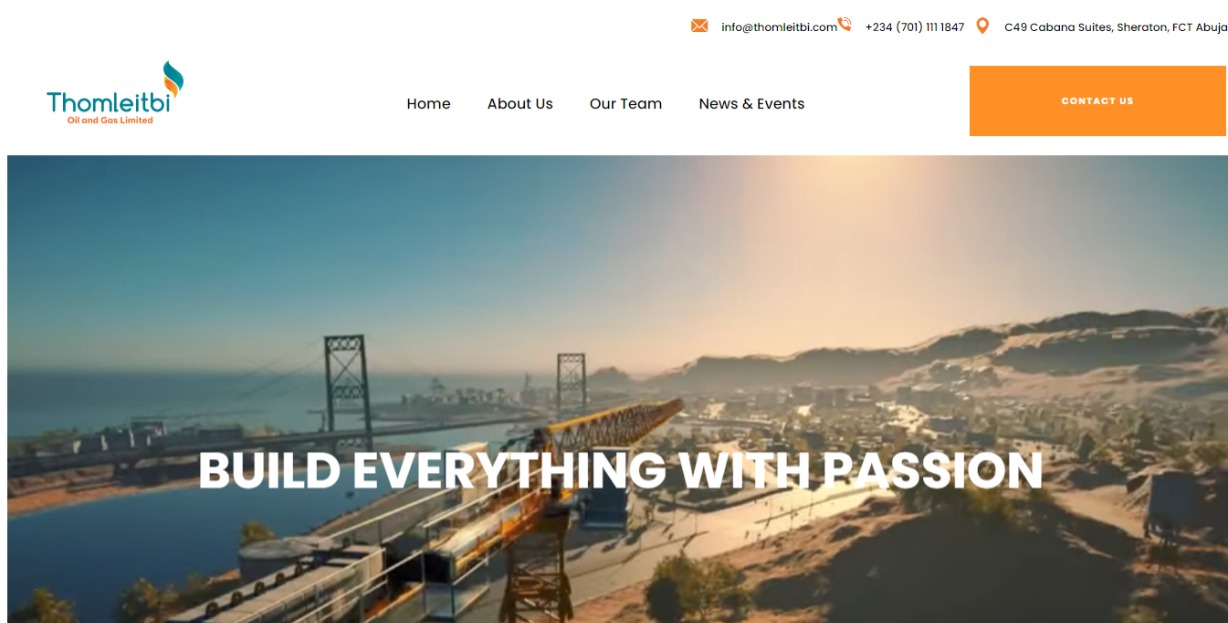 info@thomleitbi.com +234 (701) 111 1847 C49 Cabana Suites, Sheraton, FCT Abuja
Thomleitbi
Oil and Gas Limited
Home About Us Our Team News & Events
CONTACT US
BUILD EVERYTHING WITH PASSION